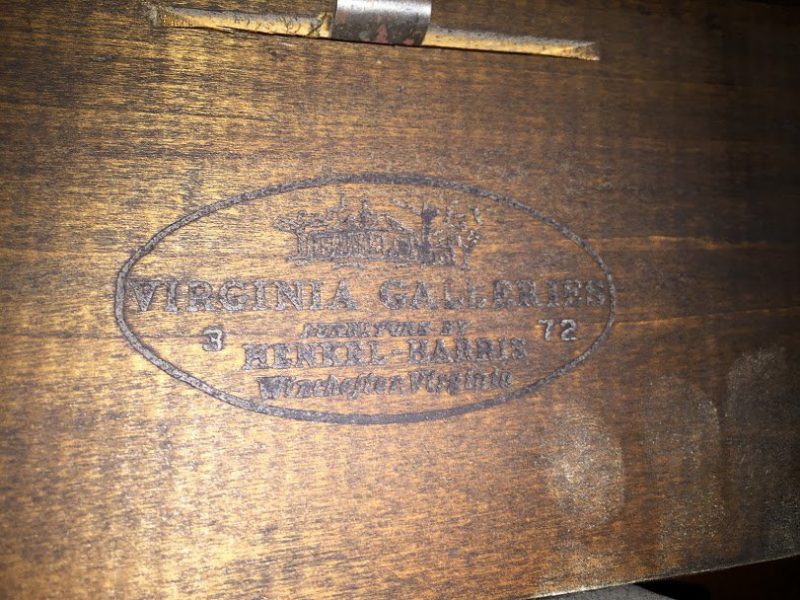 VIRGINIA GALLERIES
3 FURNITURE BY 72
HENKEL-HARRIS
Winchester, Virginia